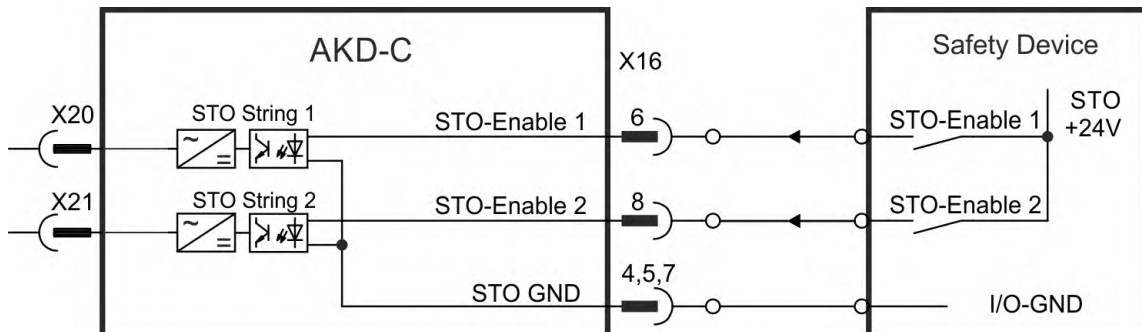 AKD-C
X16
Safety Device
X20
STO String 1
STO-Enable 1
6
STO-Enable 1
STO
+24V
X21
STO String 2
STO-Enable 2
8
STO-Enable 2
STO GND
4,5,7
I/O-GND